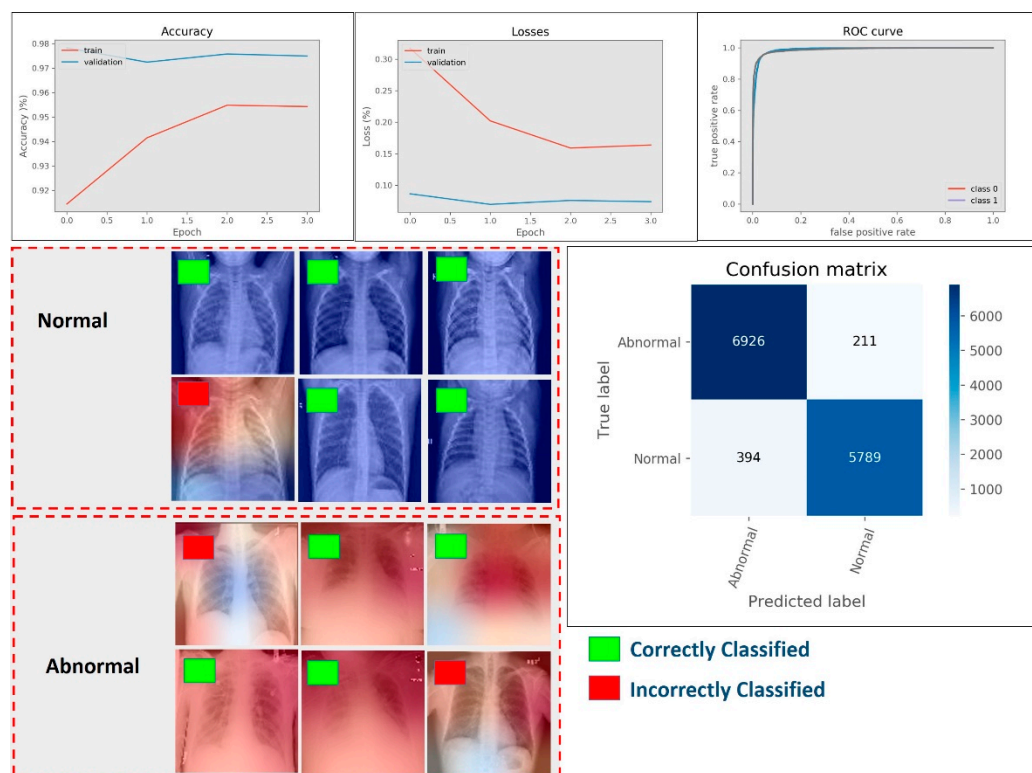 Accuracy
0.98
0.97
0.96
0.95
0.94
0.93
0.92
Accuracy )%)
train
validation
0.0 0.5 1.0 1.5 2.0 2.5 3.0
Epoch
Losses
0.30
0.25
0.20
0.15
0.10
Loss (%)
train
validation
0.0 0.5 1.0 1.5 2.0 2.5 3.0
Epoch
ROC curve
1.0
0.8
0.6
0.4
0.2
0.0
true positive rate
class 0
class 1
0.0 0.2 0.4 0.6 0.8 1.0
false positive rate
Normal
Abnormal
Confusion matrix
True label
Abnormal 6926 211
Normal 394 5789
Abnormal Normal
Predicted label
6000
5000
4000
3000
2000
1000
Correctly Classified
Incorrectly Classified